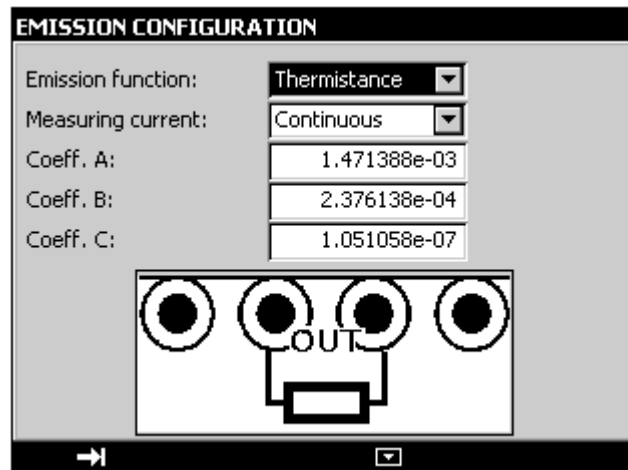 EMISSION CONFIGURATION
Emission function: Thermistance
Measuring current: Continuous
Coeff. A: 1.471388e-03
Coeff. B: 2.376138e-04
Coeff. C: 1.051058e-07
OUT